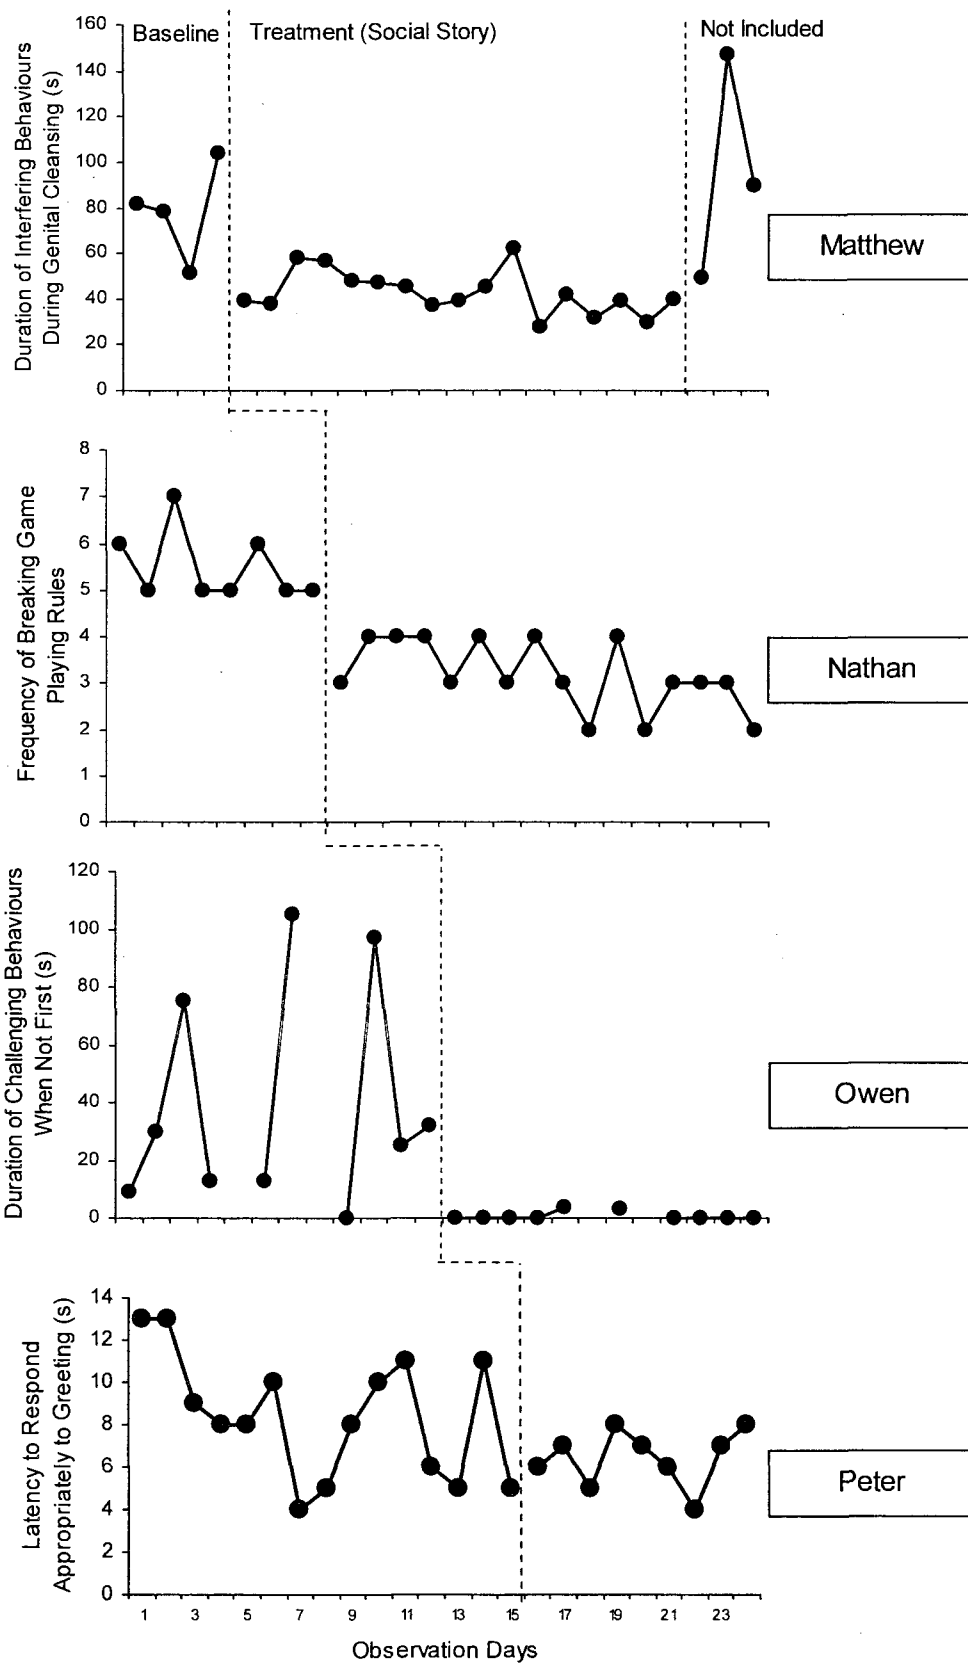 Baseline
Treatment (Social Story)
Not Included
Duration of Interfering Behaviours
During Genital Cleansing (s)
160
140
120
100
80
60
40
20
0
Matthew
Frequency of Breaking Game
Playing Rules
8
7
6
5
4
3
2
1
0
Nathan
Duration of Challenging Behaviours
When Not First (s)
120
100
80
60
40
20
0
Owen
Latency to Respond
Appropriately to Greeting (s)
14
12
10
8
6
4
2
0
Peter
1 3 5 7 9 11 13 15 17 19 21 23
Observation Days